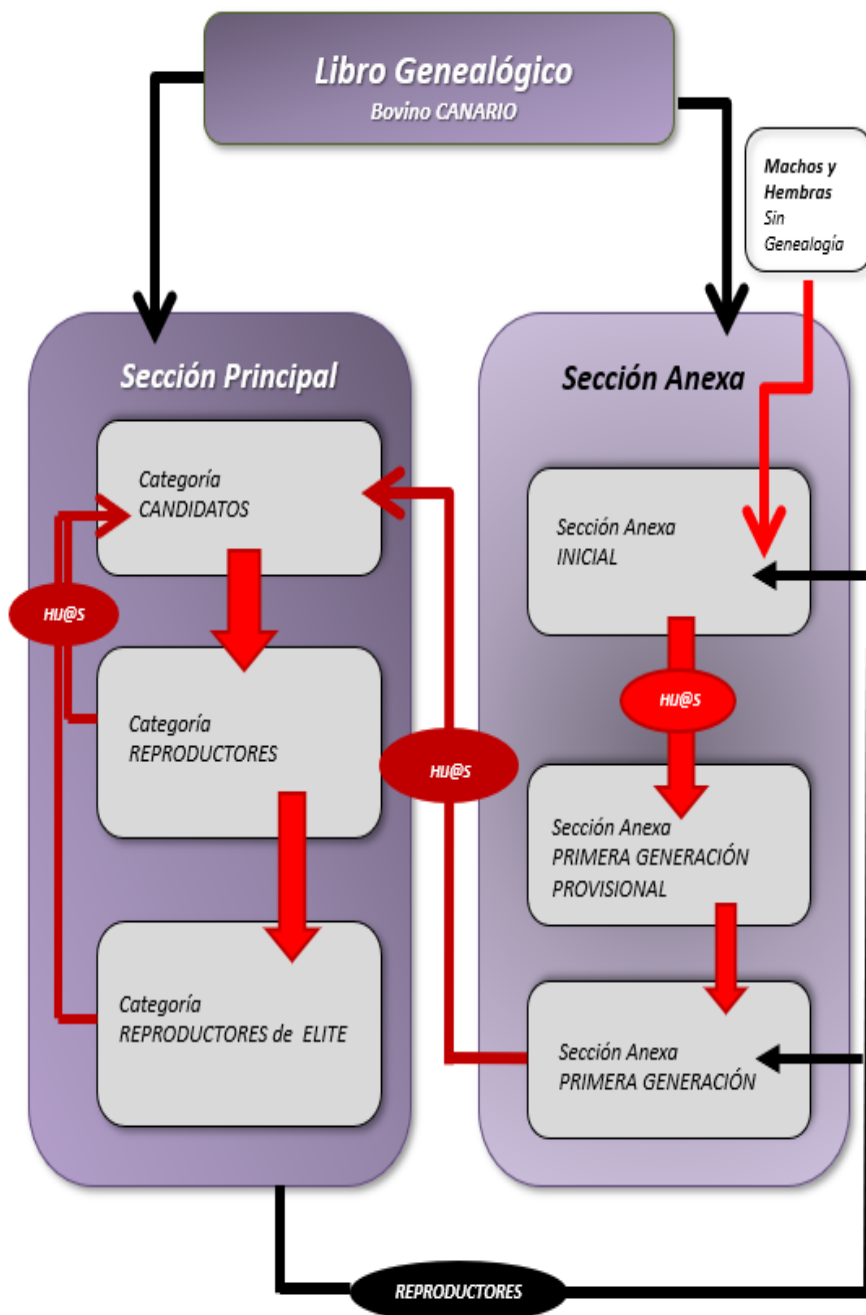 Libro Genealógico
Bovino CANARIO
Machos y
Hembras
Sin
Genealogía
Sección Principal
Categoría
CANDIDATOS
HIJ@S
Categoría
REPRODUCTORES
Categoría
REPRODUCTORES de ELITE
HIJ@S
Sección Anexa
Sección Anexa
INICIAL
HIJ@S
Sección Anexa
PRIMERA GENERACIÓN
PROVISIONAL
Sección Anexa
PRIMERA GENERACIÓN
REPRODUCTORES